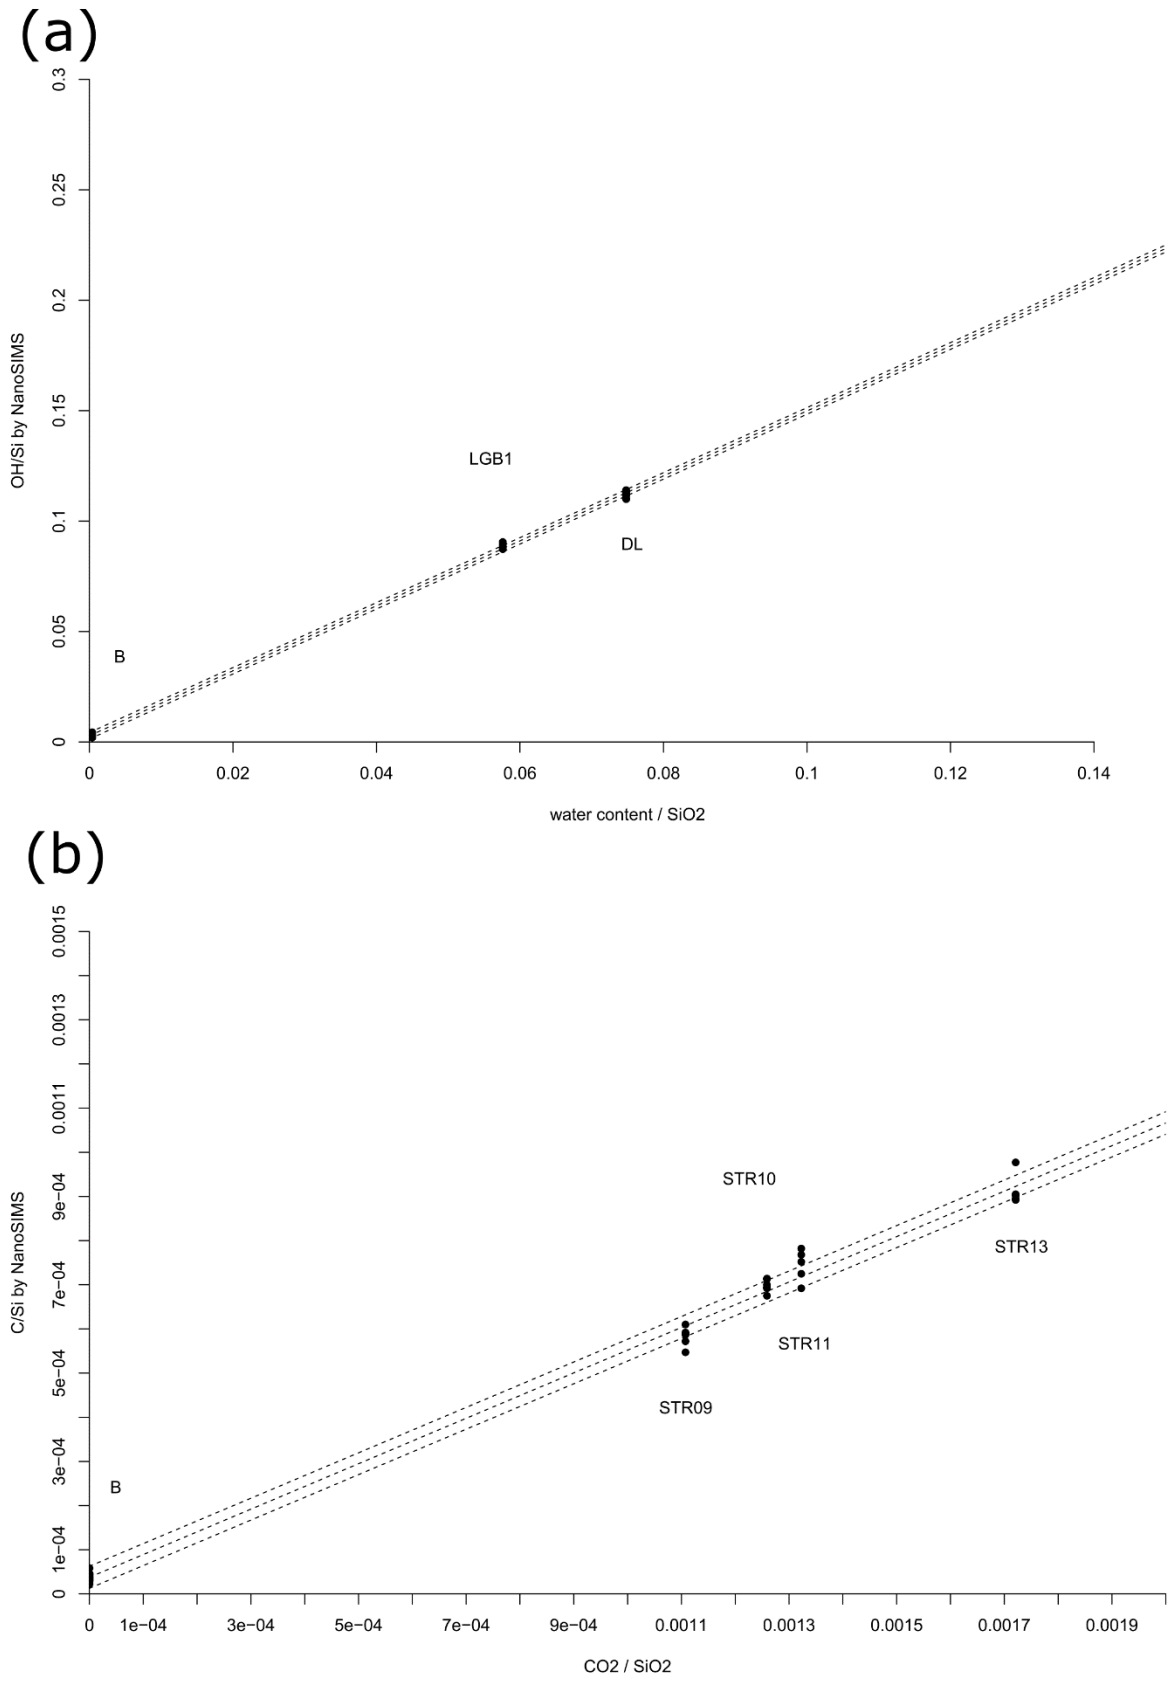 (a)
0.3
0.25
0.2
0.15
0.1
0.05
0
OH/Si by NanoSIMS
LGB1
DL
B
0 0.02 0.04 0.06 0.08 0.1 0.12 0.14
water content / SiO2
(b)
0.0015
0.0013
0.0011
9e−04
7e−04
5e−04
3e−04
1e−04
0
C/Si by NanoSIMS
STR10
STR13
STR11
STR09
B
0 1e−04 3e−04 5e−04 7e−04 9e−04 0.0011 0.0013 0.0015 0.0017 0.0019
CO2 / SiO2